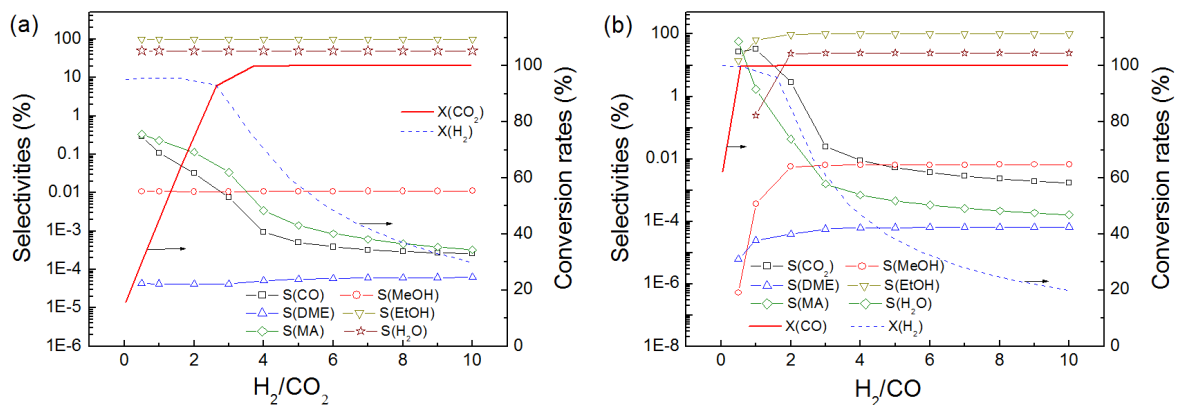 (a)
100
10
1
0.1
0.01
1E-3
1E-4
1E-5
1E-6
Selectivities (%)
X(CO₂)
X(H₂)
S(CO) S(MeOH)
S(DME) S(EtOH)
S(MA) S(H₂O)
0 2 4 6 8 10
H₂/CO₂
100
80
60
40
20
0
Conversion rates (%)
(b)
100
1
0.01
1E-4
1E-6
1E-8
Selectivities (%)
S(CO₂) S(MeOH)
S(DME) S(EtOH)
S(MA) S(H₂O)
X(CO) X(H₂)
0 2 4 6 8 10
H₂/CO
100
80
60
40
20
0
Conversion rates (%)